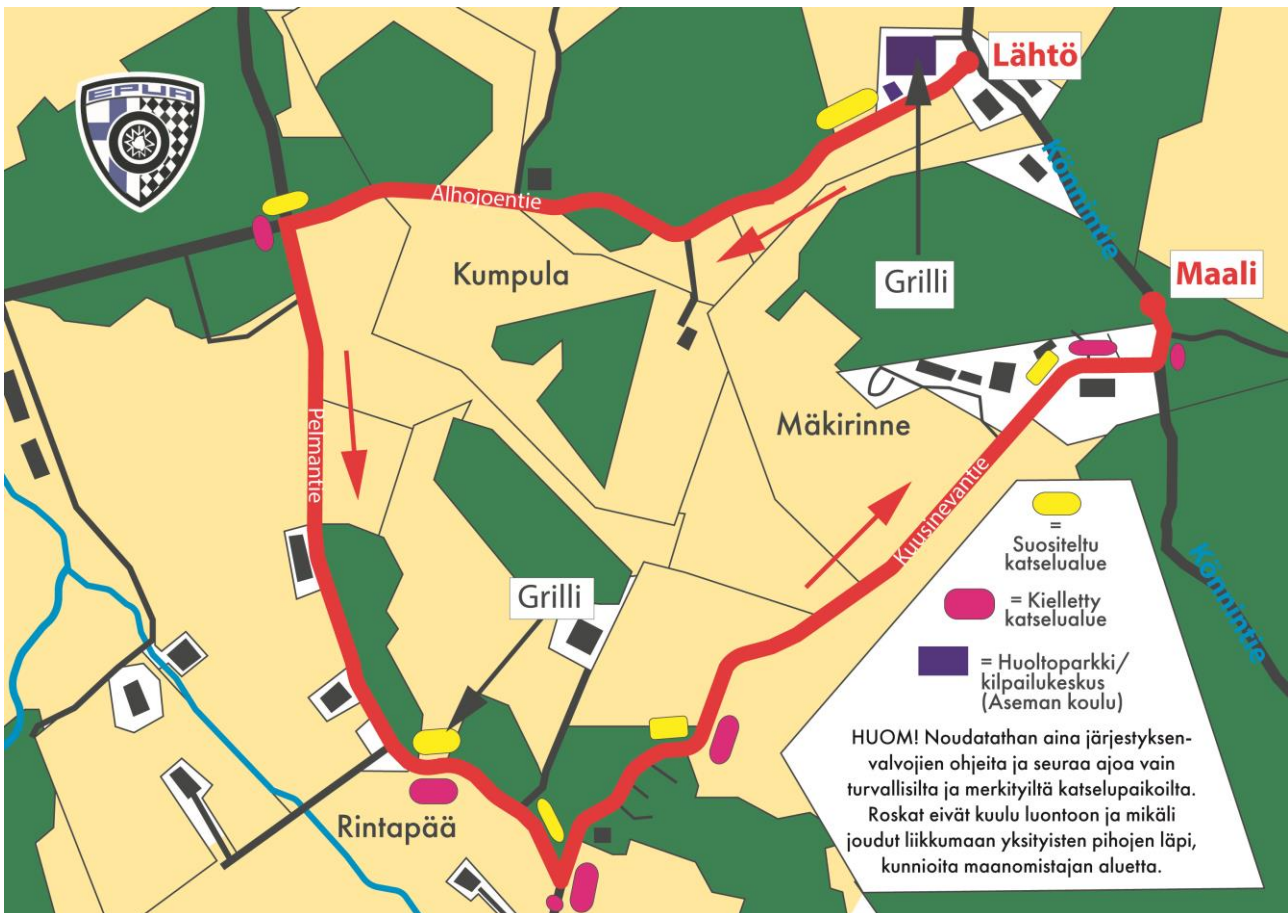 EPUA
Lähtö
Könnintie
Alhojoentie
Kumpula
Grilli
Maali
Pelmantie
Mäkirinne
Kuusinevantie
Grilli
Rintapää
Könnintie
=
Suositeltu
katselualue
= Kielletty
katselualue
= Huoltoparkki/
kilpailukeskus
(Aseman koulu)
HUOM! Noudatathan aina järjestyksen-
valvojien ohjeita ja seuraa ajoa vain
turvallisilta ja merkityiltä katselupaikoilta.
Roskat eivät kuulu luontoon ja mikäli
joudut liikkumaan yksityisten pihojen läpi,
kunnioita maanomistajan aluetta.